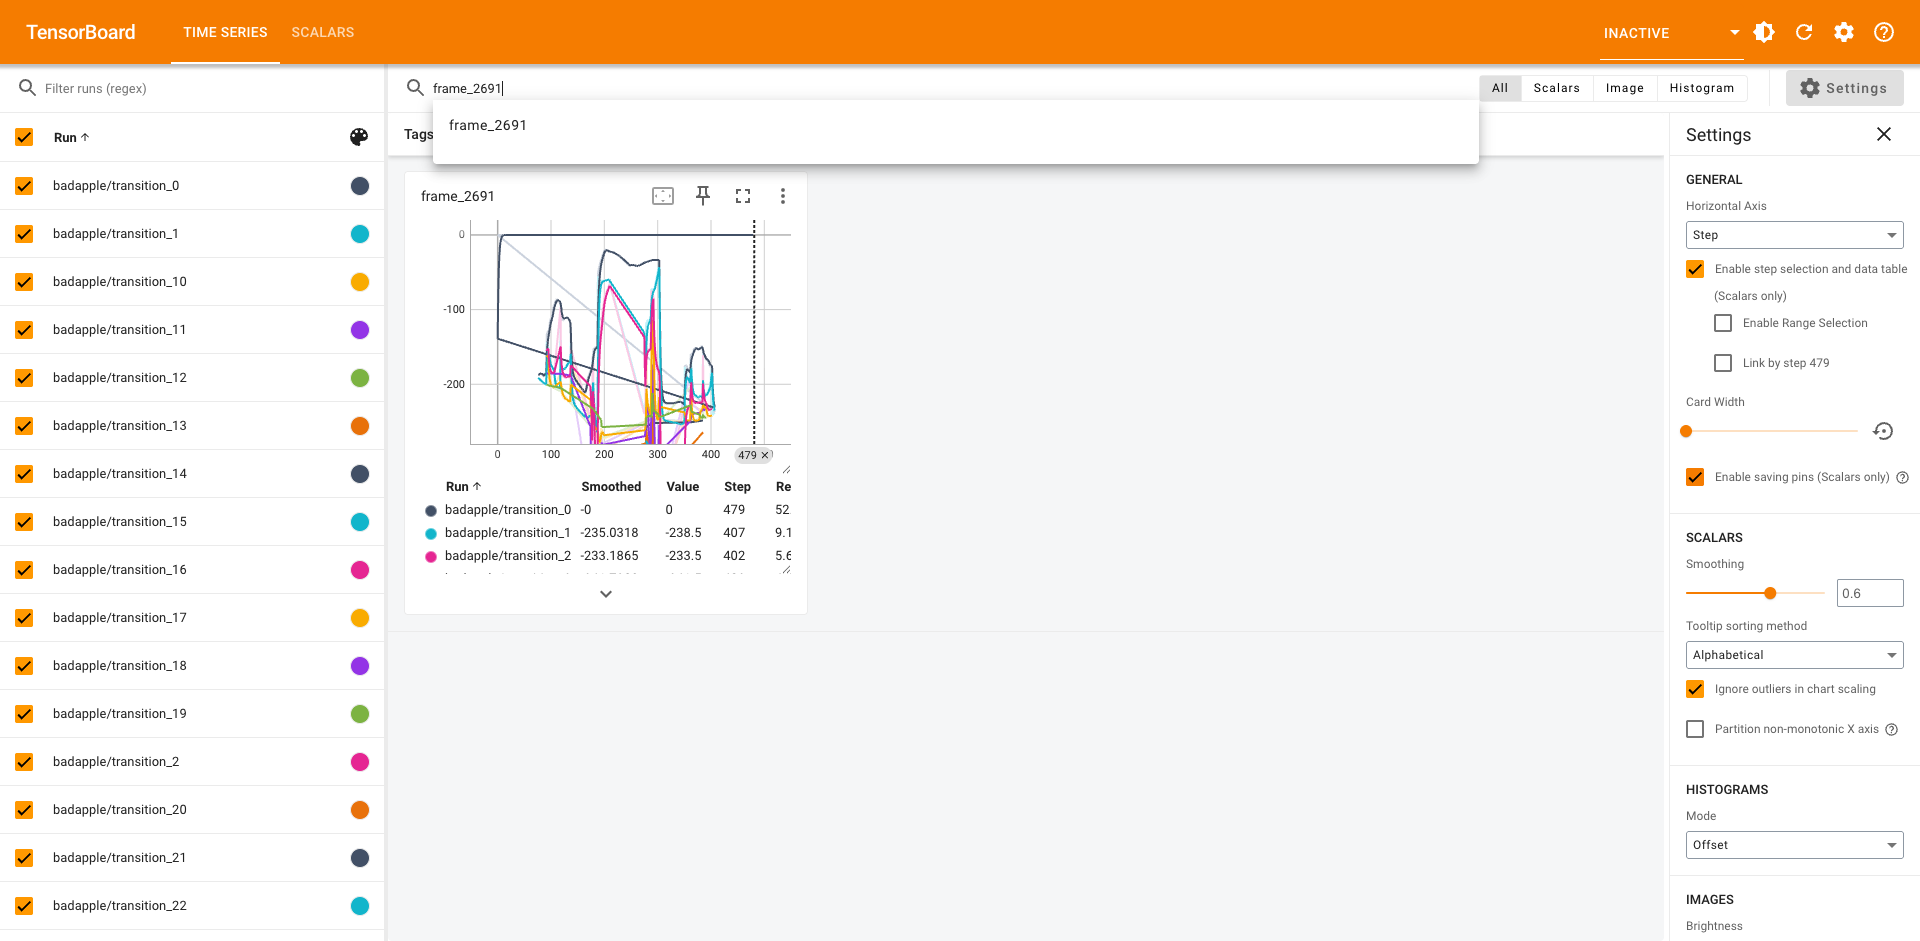 TensorBoard TIME SERIES SCALARS INACTIVE
Filter runs (regex)
frame_2691
All Scalars Image Histogram
Settings
frame_2691
Tags
Run
badapple/transition_0
badapple/transition_1
badapple/transition_10
badapple/transition_11
badapple/transition_12
badapple/transition_13
badapple/transition_14
badapple/transition_15
badapple/transition_16
badapple/transition_17
badapple/transition_18
badapple/transition_19
badapple/transition_2
badapple/transition_20
badapple/transition_21
badapple/transition_22
frame_2691
0
-100
-200
0 100 200 300 400 479
Run Smoothed Value Step Re
badapple/transition_0 -0 0 479 52.
badapple/transition_1 -235.0318 -238.5 407 9.1
badapple/transition_2 -233.1865 -233.5 402 5.6
Settings
GENERAL
Horizontal Axis
Step
Enable step selection and data table
(Scalars only)
Enable Range Selection
Link by step 479
Card Width
Enable saving pins (Scalars only)
SCALARS
Smoothing
0.6
Tooltip sorting method
Alphabetical
Ignore outliers in chart scaling
Partition non-monotonic X axis
HISTOGRAMS
Mode
Offset
IMAGES
Brightness